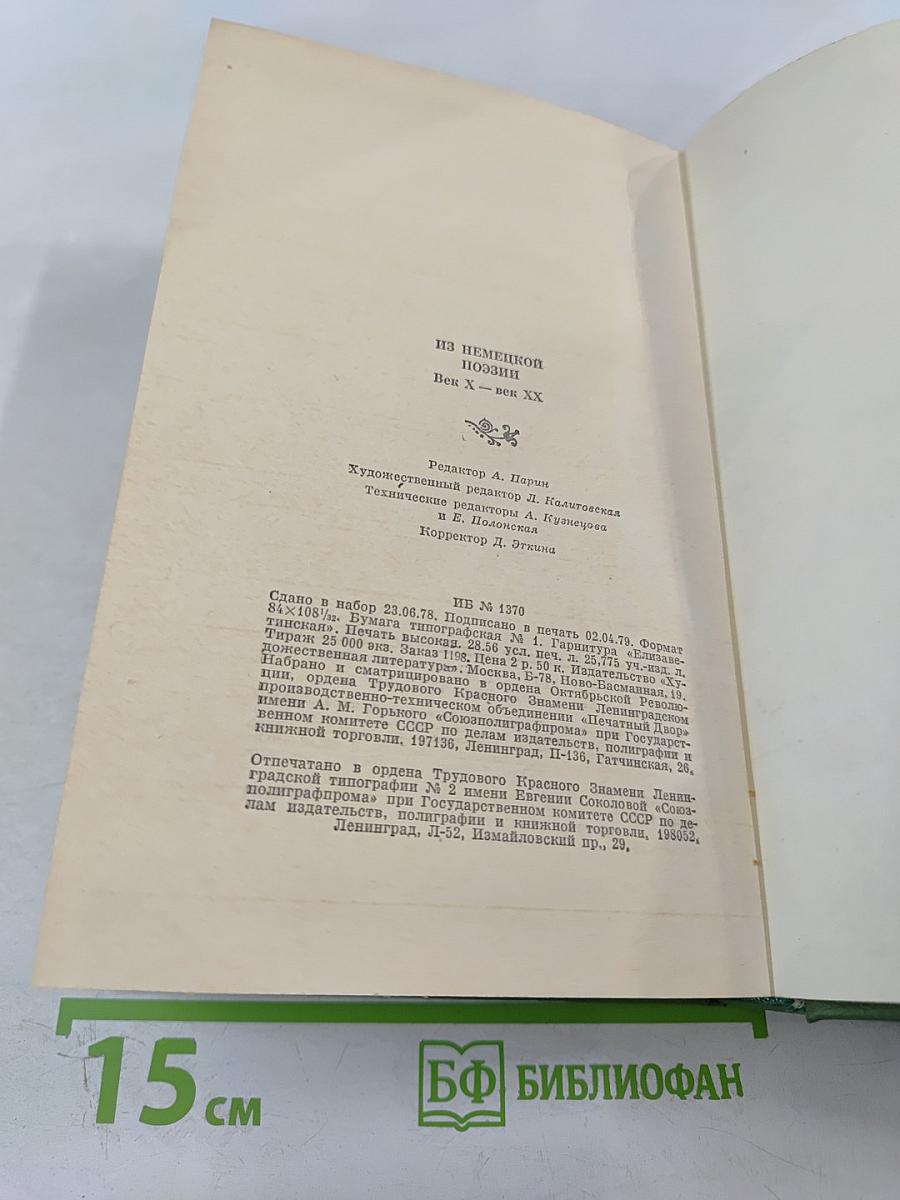 ИЗ НЕМЕЦКОЙ
ПОЭЗИИ
Век X — век XX
Редактор А. Парин
Художественный редактор Л. Калитовская
Технические редакторы А. Кузнецова
и Е. Полонская
Корректор Д. Эткина
ИБ № 1370
Сдано в набор 23.06.78. Подписано в печать 02.04.79. Формат
84×108¹/₃₂. Бумага типографская № 1. Гарнитура «Елизаве-
тинская». Печать высокая. 28.56 усл. печ. л. 25,775 уч.-изд. л.
Тираж 25 000 экз. Заказ 1198. Цена 2 р. 50 к. Издательство «Ху-
дожественная литература». Москва, Б-78, Ново-Басманная, 19.
Набрано и сматрицировано в ордена Октябрьской Револю-
ции, ордена Трудового Красного Знамени Ленинградском
производственно-техническом объединении «Печатный Двор»
имени А. М. Горького «Союзполиграфпрома» при Государст-
венном комитете СССР по делам издательств, полиграфии и
книжной торговли. 197136, Ленинград, П-136, Гатчинская, 26.
Отпечатано в ордена Трудового Красного Знамени Ленин-
градской типографии № 2 имени Евгении Соколовой «Союз-
полиграфпрома» при Государственном комитете СССР по де-
лам издательств, полиграфии и книжной торговли. 198052,
Ленинград, Л-52, Измайловский пр., 29.
15 см БФ БИБЛИОФАН